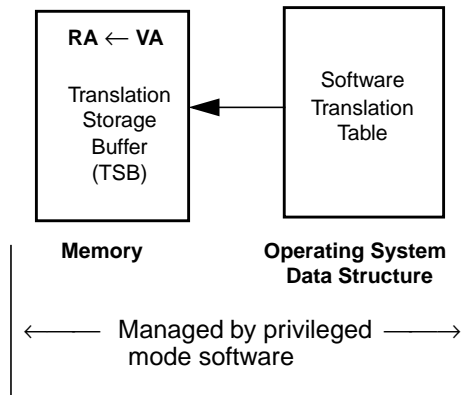 RA ← VA
Translation
Storage
Buffer
(TSB)
Software
Translation
Table
Memory
Operating System
Data Structure
Managed by privileged
mode software